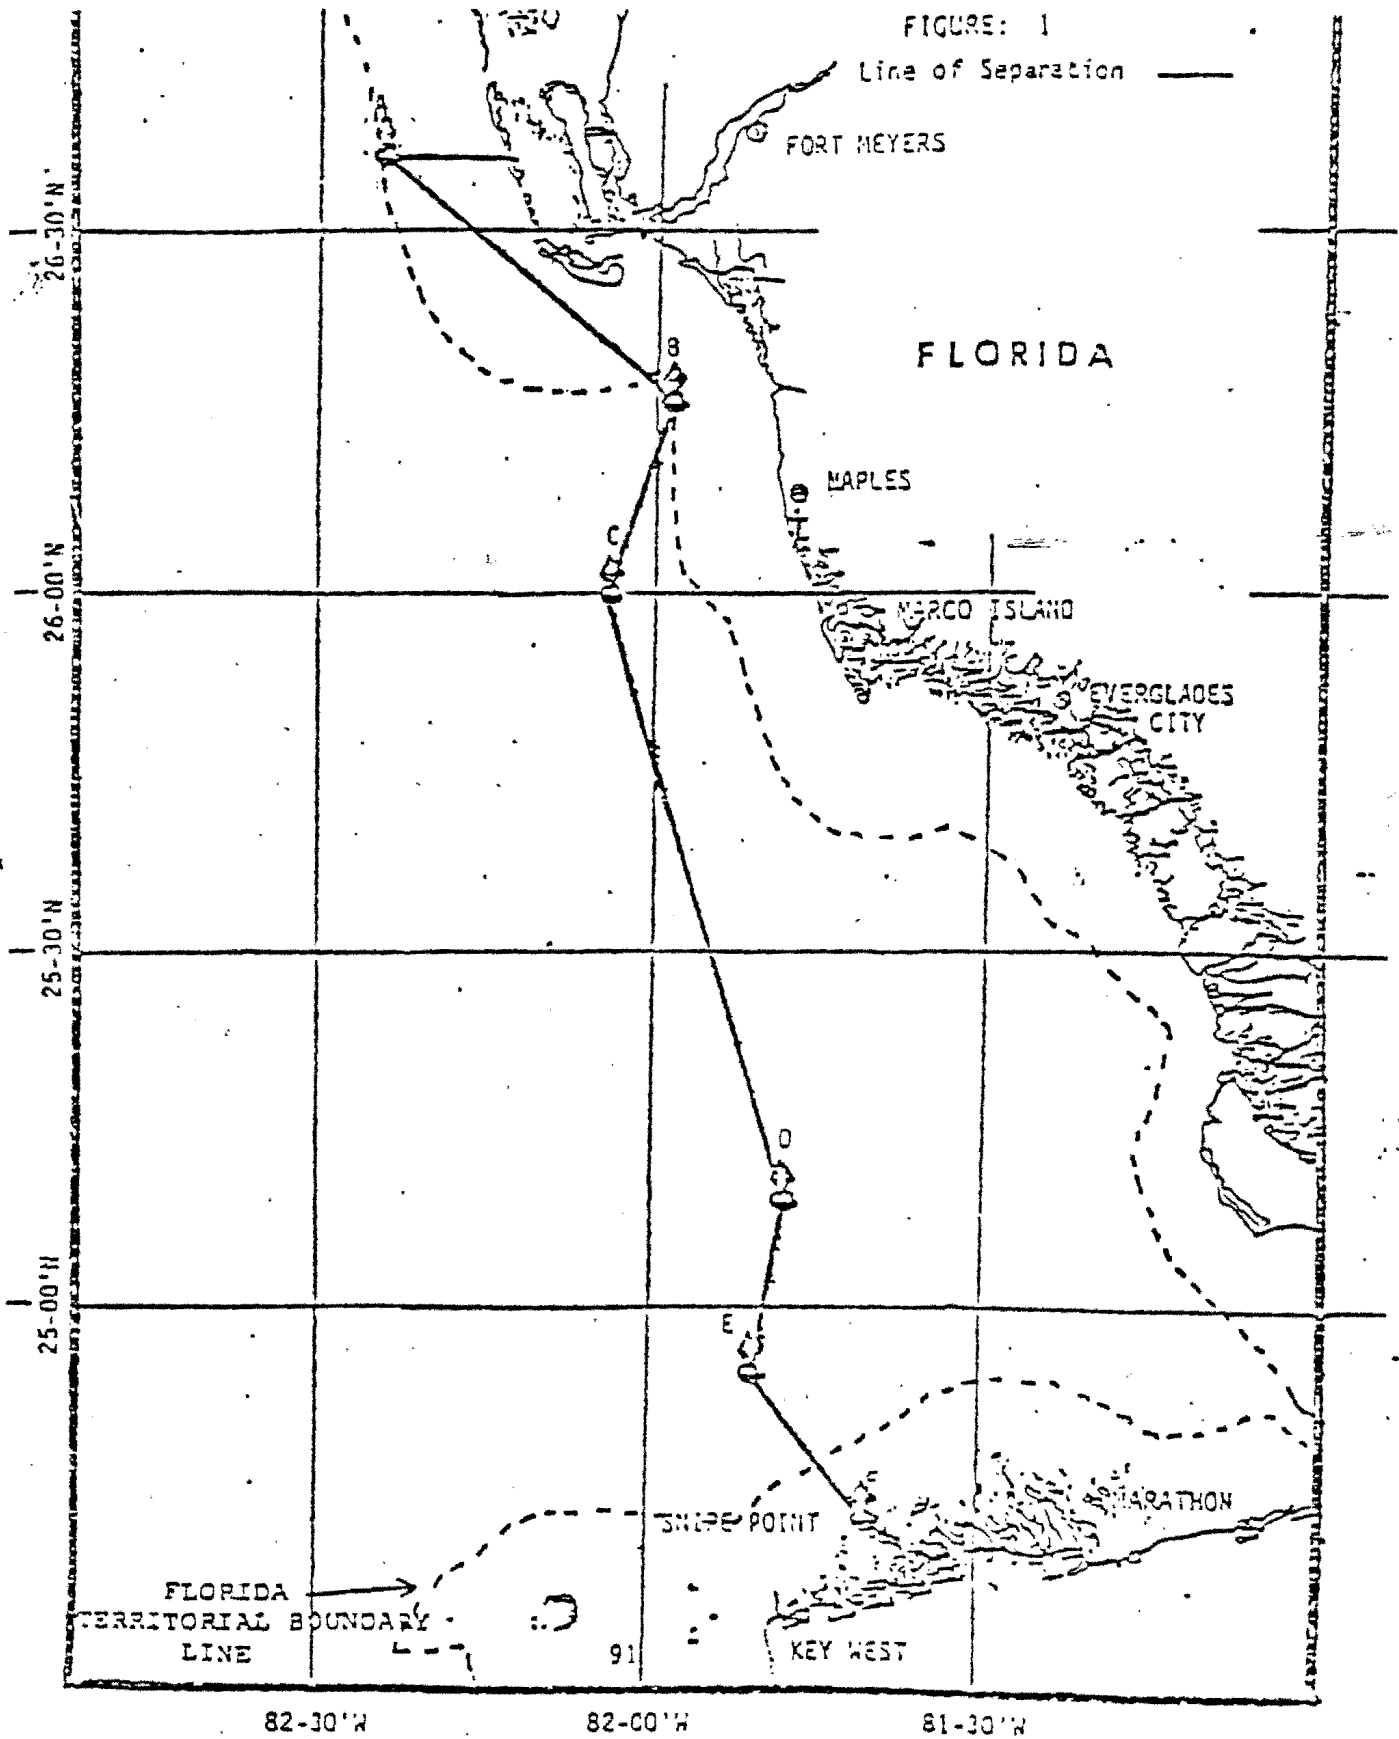 FIGURE: 1
Line of Separation
A
FORT MEYERS
26-30'N
B
FLORIDA
NAPLES
C
26-00'N
MARCO ISLAND
EVERGLADES
CITY
25-30'N
D
25-00'N
E
MARATHON
SNIPE POINT
FLORIDA
TERRITORIAL BOUNDARY
LINE
91
KEY WEST
82-30'W
82-00'W
81-30'W